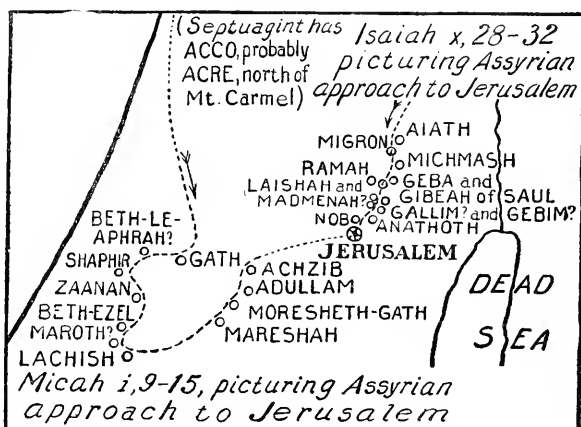 (Septuagint has
ACCO, probably
ACRE, north of
Mt. Carmel)
Isaiah x, 28-32
picturing Assyrian
approach to Jerusalem
AIATH
MIGRON
MICHMASH
RAMAH
GEBA and
LAISHAH and
MADMENAH?
GIBEAH of SAUL
GALLIM? and GEBIM?
NOB
ANATHOTH
JERUSALEM
BETH-LE-
APHRAH?
SHAPHIR
GATH
ZAANAN
ACHZIB
ADULLAM
BETH-EZEL
MORESHETH-GATH
MAROTH?
MARESHAH
LACHISH
DEAD
SEA
Micah i, 9-15, picturing Assyrian
approach to Jerusalem